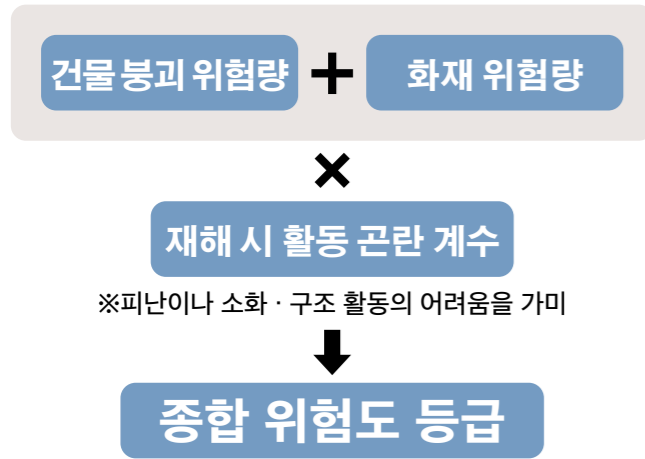 건물 붕괴 위험량 + 화재 위험량
×
재해 시 활동 곤란 계수
※피난이나 소화 · 구조 활동의 어려움을 가미
종합 위험도 등급